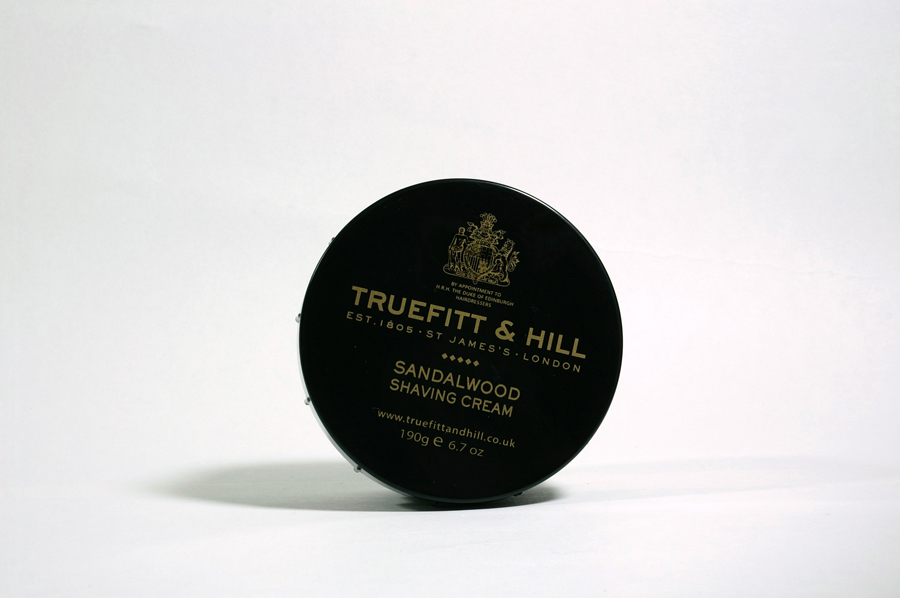 BY APPOINTMENT TO
H.R.H. THE DUKE OF EDINBURGH
HAIRDRESSERS
TRUEFITT & HILL
EST.1805·ST JAMES'S·LONDON
SANDALWOOD
SHAVING CREAM
www.truefittandhill.co.uk
190g e 6.7 oz